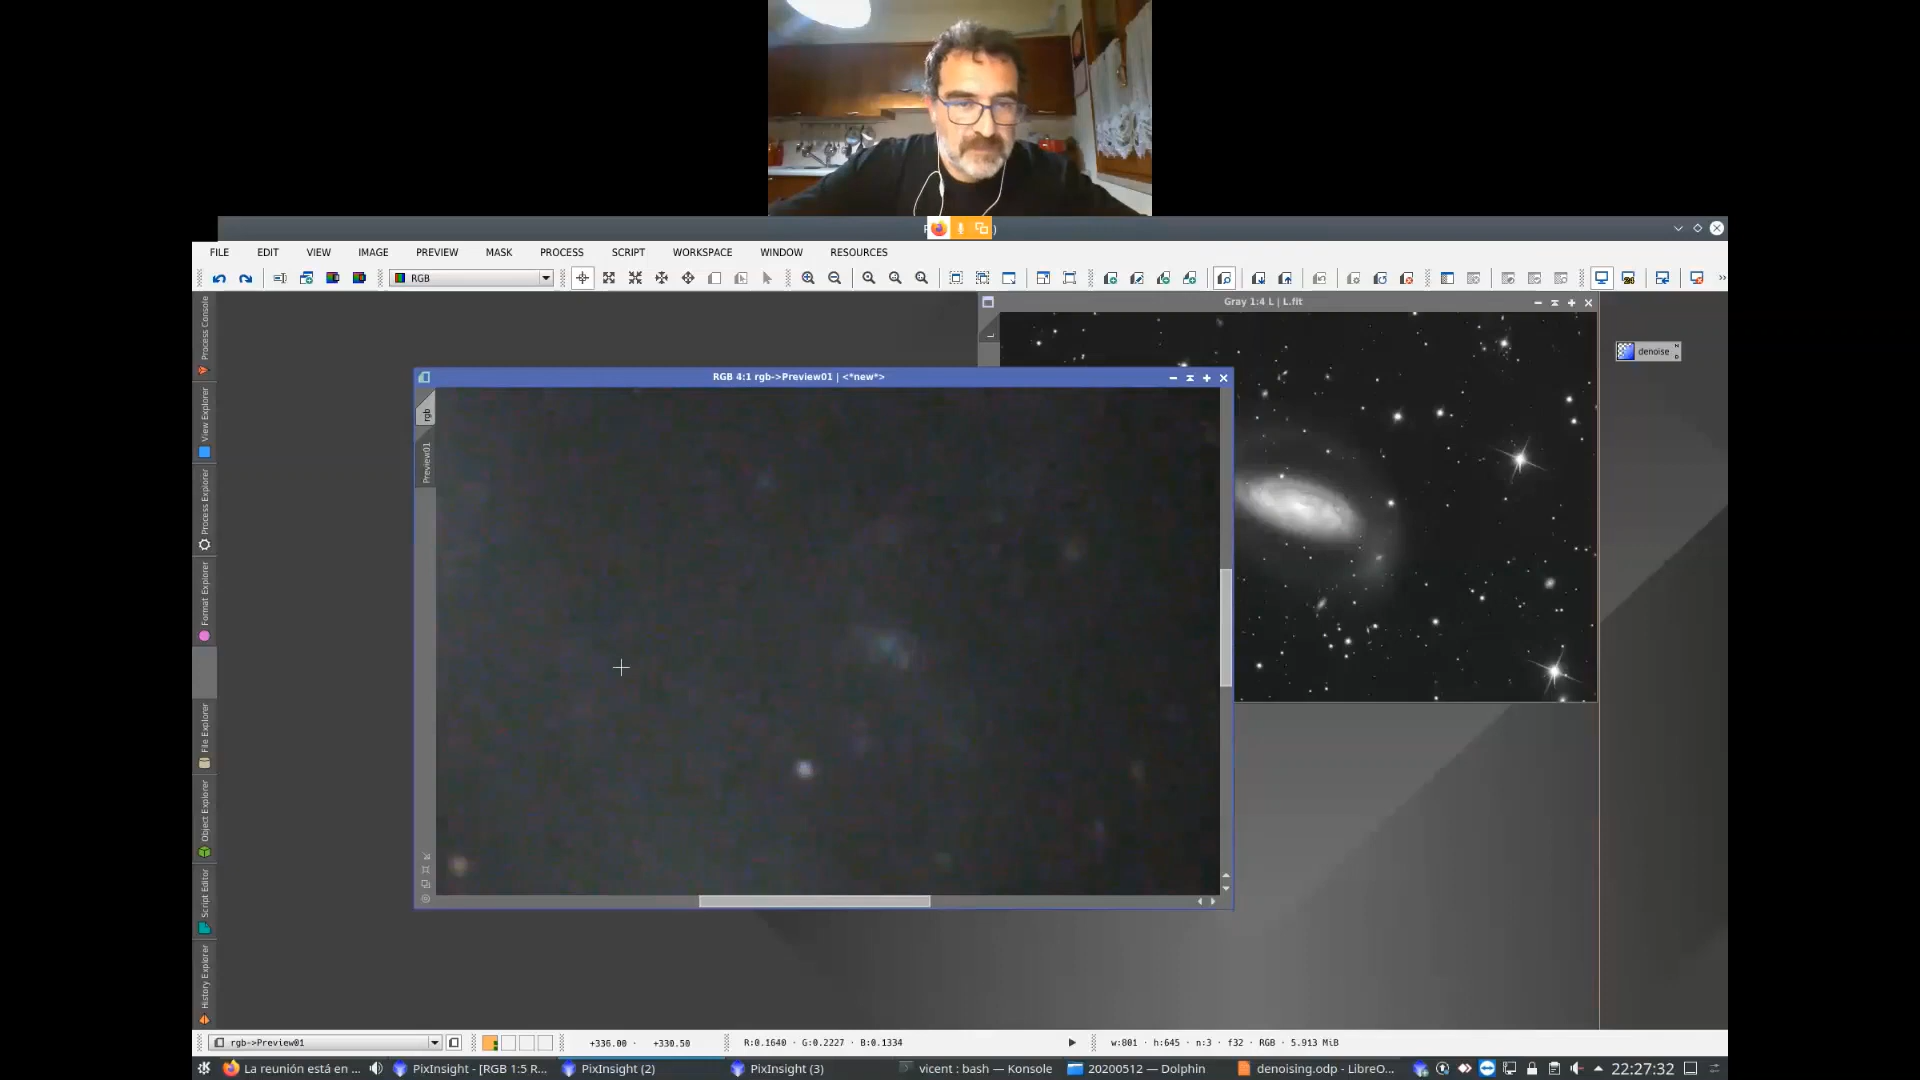 FILE EDIT VIEW IMAGE PREVIEW MASK PROCESS SCRIPT WORKSPACE WINDOW RESOURCES
RGB
Gray 1:4 L | L.fit
denoise
RGB 4:1 rgb->Preview01 | <*new*>
rgb
Preview01
Process Console
View Explorer
Process Explorer
Format Explorer
File Explorer
Object Explorer
Script Editor
History Explorer
rgb->Preview01
+336.00 · +330.50
R:0.1640 · G:0.2227 · B:0.1334
w:801 · h:645 · n:3 · f32 · RGB · 5.913 MiB
La reunión está en ...
PixInsight - [RGB 1:5 R...
PixInsight (2)
PixInsight (3)
vicent : bash — Konsole
20200512 — Dolphin
denoising.odp - LibreO...
22:27:32